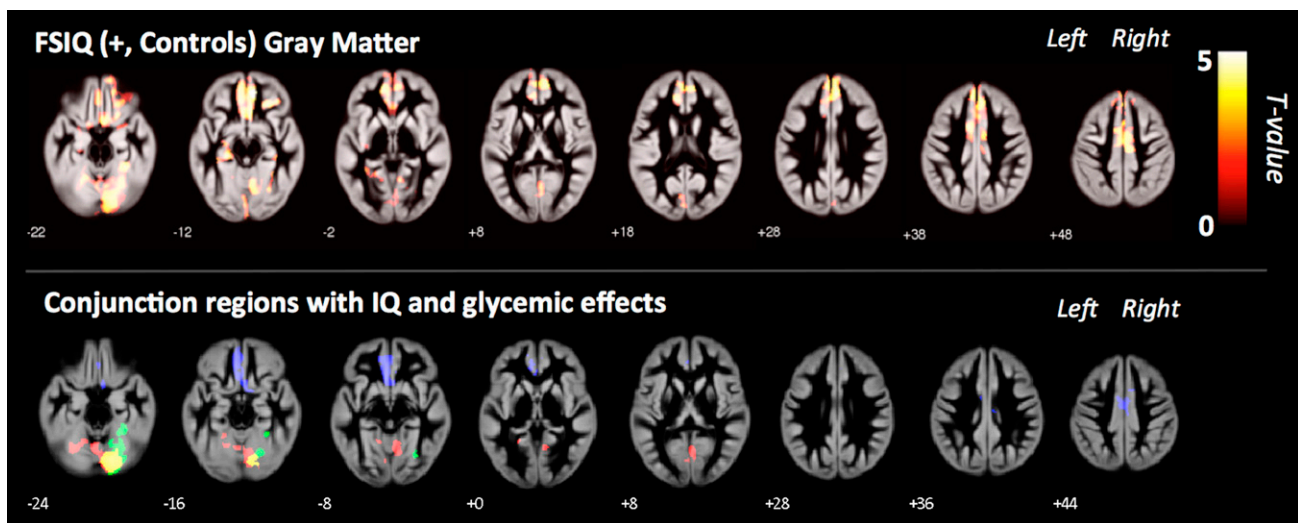 FSIQ (+, Controls) Gray Matter
Left Right
5
T-value
0
-22 -12 -2 +8 +18 +28 +38 +48
Conjunction regions with IQ and glycemic effects
Left Right
-24 -16 -8 +0 +8 +28 +36 +44